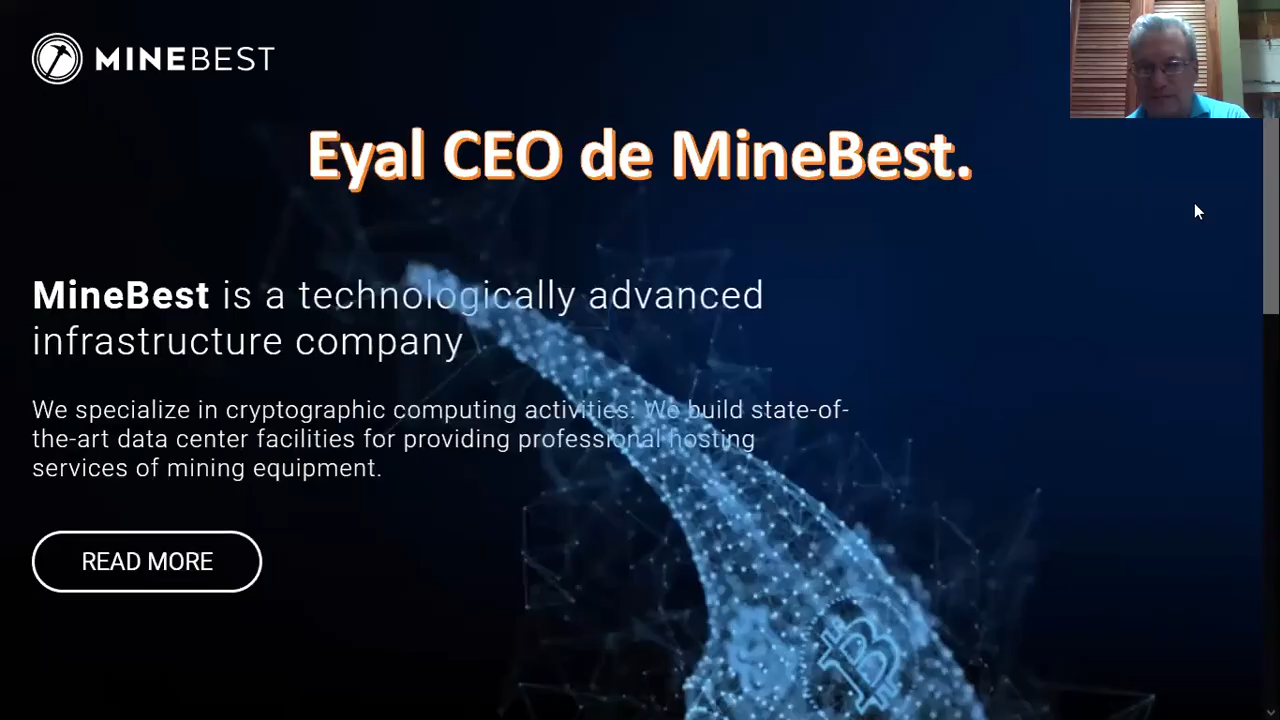 MINEBEST
Eyal CEO de MineBest.
MineBest is a technologically advanced
infrastructure company
We specialize in cryptographic computing activities. We build state-of-
the-art data center facilities for providing professional hosting
services of mining equipment.
READ MORE